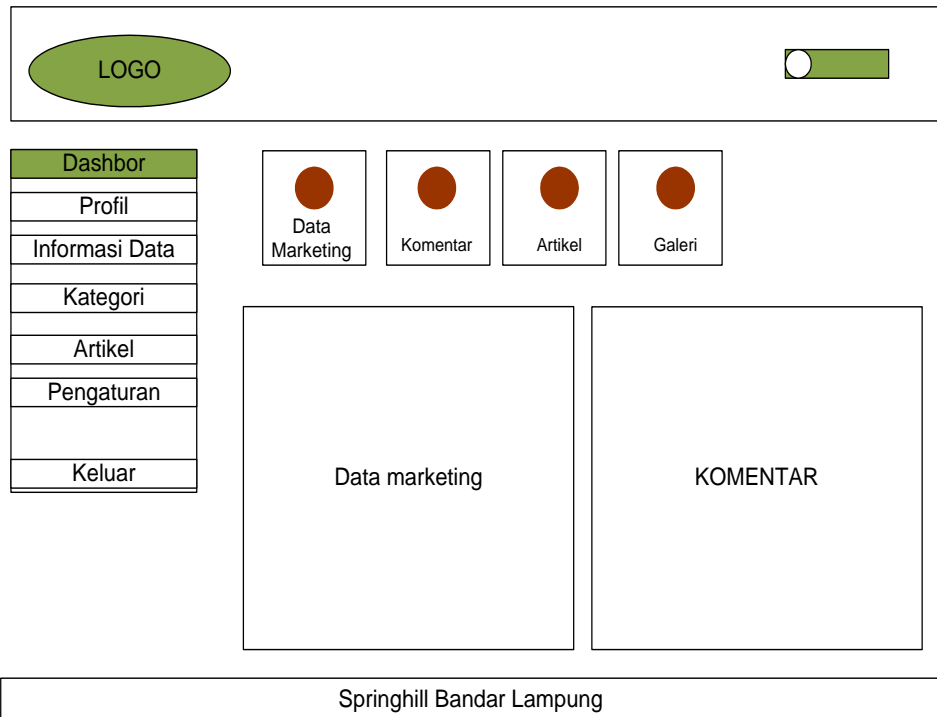 LOGO
Dashbor
Profil
Informasi Data
Kategori
Artikel
Pengaturan
Keluar
Data
Marketing
Komentar
Artikel
Galeri
Data marketing
KOMENTAR
Springhill Bandar Lampung